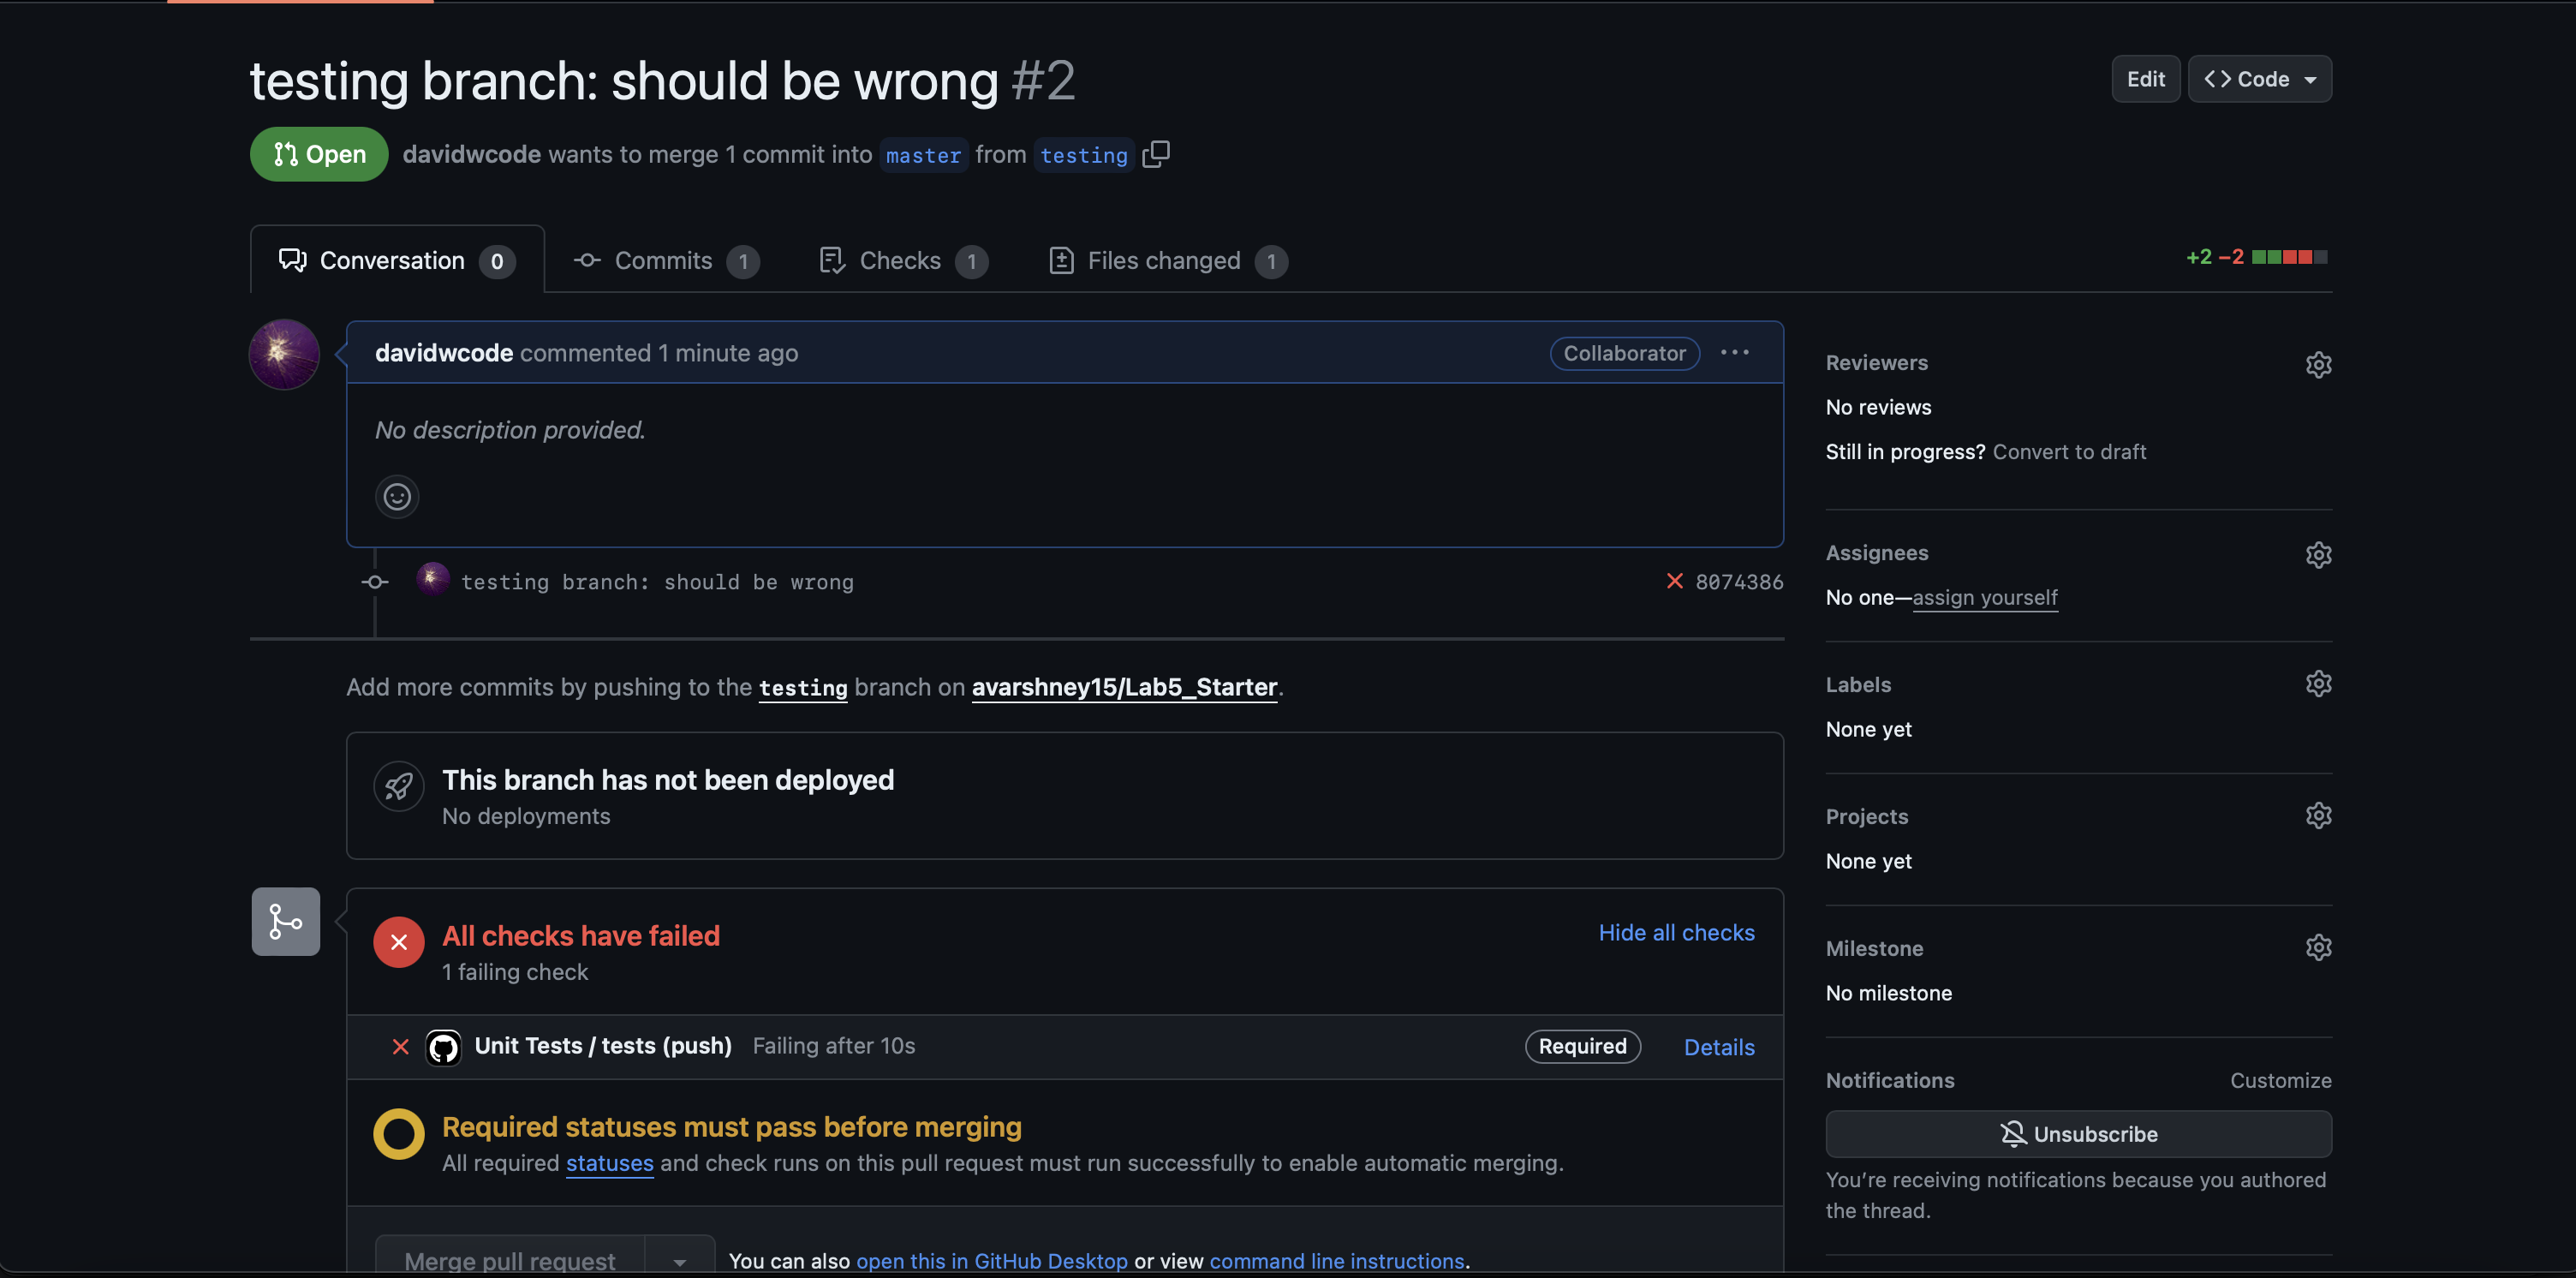 testing branch: should be wrong #2
Edit
Code
Open
davidwcode wants to merge 1 commit into master from testing
Conversation 0
Commits 1
Checks 1
Files changed 1
+2 −2
davidwcode commented 1 minute ago
Collaborator
No description provided.
testing branch: should be wrong
8074386
Add more commits by pushing to the testing branch on avarshney15/Lab5_Starter.
This branch has not been deployed
No deployments
All checks have failed
1 failing check
Hide all checks
Unit Tests / tests (push) Failing after 10s
Required
Details
Required statuses must pass before merging
All required statuses and check runs on this pull request must run successfully to enable automatic merging.
Merge pull request
You can also open this in GitHub Desktop or view command line instructions.
Reviewers
No reviews
Still in progress? Convert to draft
Assignees
No one—assign yourself
Labels
None yet
Projects
None yet
Milestone
No milestone
Notifications
Customize
Unsubscribe
You’re receiving notifications because you authored
the thread.